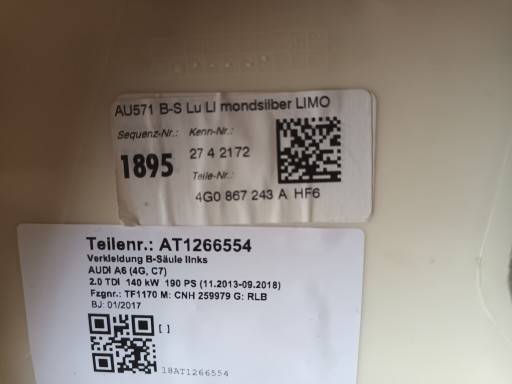 AU571 B-S Lu LI mondsilber LIMO
Sequenz-Nr.: Kenn-Nr.:
1895 27 4 2172
Teile-Nr.:
4G0 867 243 A HF6
Teilenr.: AT1266554
Verkleidung B-Säule links
AUDI A6 (4G, C7)
2.0 TDI 140 kW 190 PS (11.2013-09.2018)
Fzgnr.: TF1170 M: CNH 259979 G: RLB
BJ: 01/2017
[ ]
18AT1266554